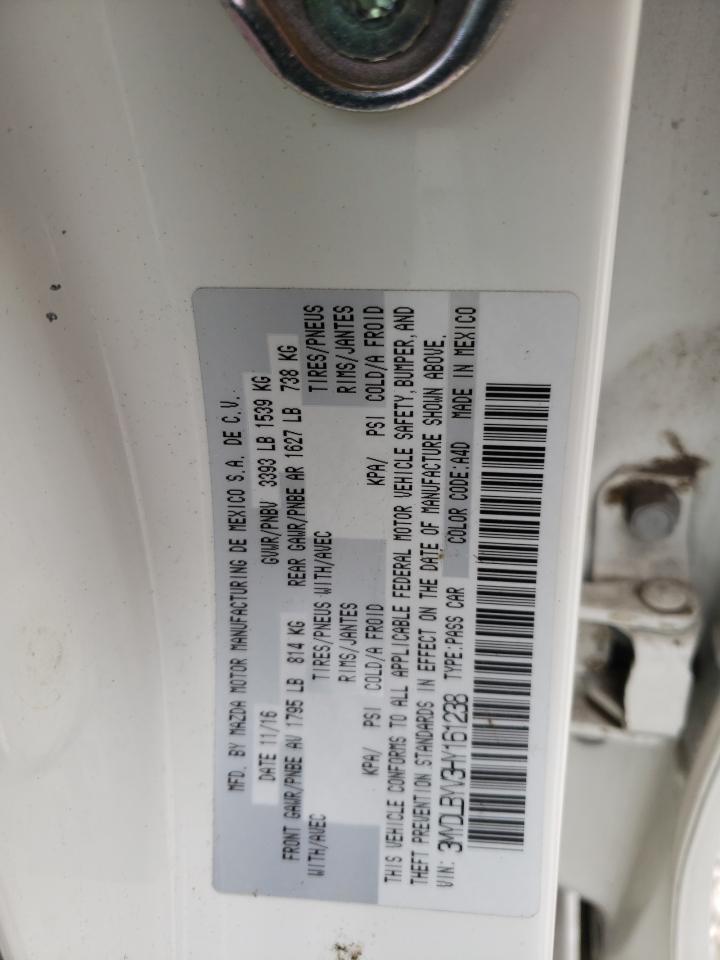 MFD. BY MAZDA MOTOR MANUFACTURING DE MEXICO S.A. DE C.V.
DATE 11/16 GVWR/PNBV 3393 LB 1539 KG
FRONT GAWR/PNBE AV 1795 LB 814 KG REAR GAWR/PNBE AR 1627 LB 738 KG
WITH/AVEC TIRES/PNEUS WITH/AVEC TIRES/PNEUS
RIMS/JANTES RIMS/JANTES
KPA/ PSI COLD/A FROID KPA/ PSI COLD/A FROID
THIS VEHICLE CONFORMS TO ALL APPLICABLE FEDERAL MOTOR VEHICLE SAFETY, BUMPER, AND
THEFT PREVENTION STANDARDS IN EFFECT ON THE DATE OF MANUFACTURE SHOWN ABOVE.
VIN: 3MYDLBYV3HY161238 TYPE:PASS CAR COLOR CODE:A4D MADE IN MEXICO